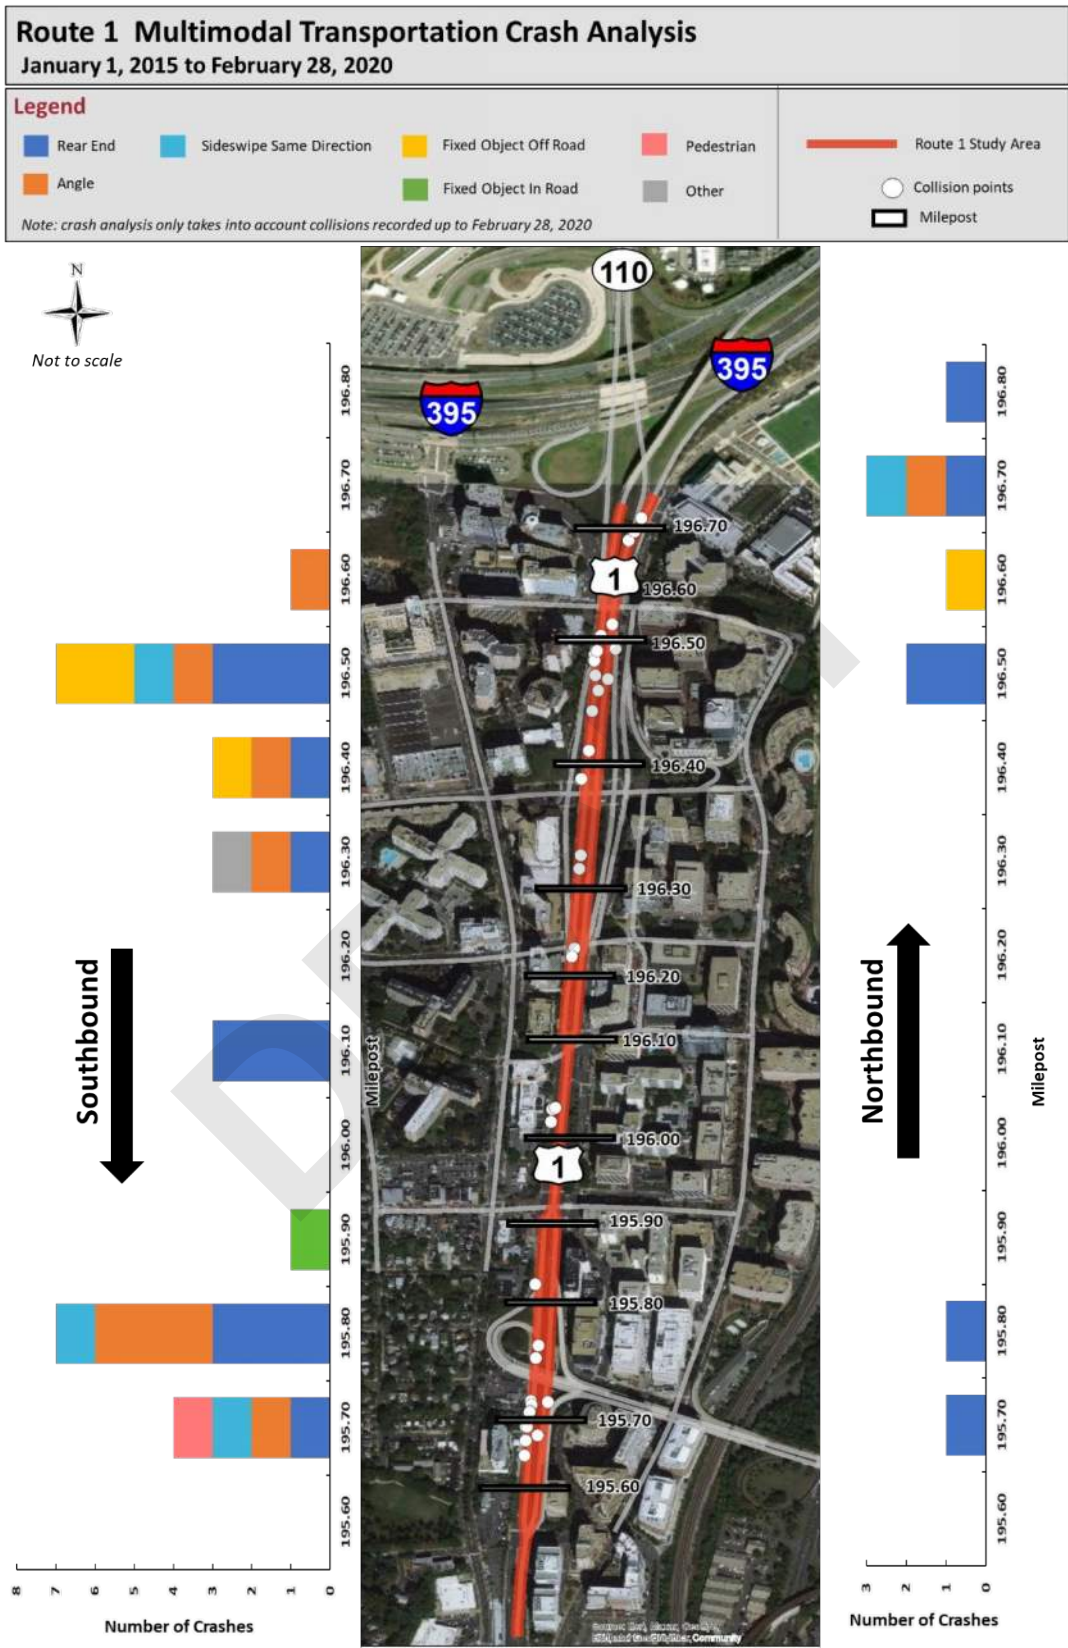 Route 1 Multimodal Transportation Crash Analysis
January 1, 2015 to February 28, 2020
Legend
Rear End
Sideswipe Same Direction
Fixed Object Off Road
Pedestrian
Route 1 Study Area
Angle
Fixed Object In Road
Other
Collision points
Milepost
Note: crash analysis only takes into account collisions recorded up to February 28, 2020
N
Not to scale
Southbound
196.80
196.70
196.60
196.50
196.40
196.30
196.20
196.10
196.00
195.90
195.80
195.70
195.60
Milepost
8 7 6 5 4 3 2 1 0
Number of Crashes
110
395
395
196.70
1
196.60
196.50
196.40
196.30
196.20
196.10
196.00
1
195.90
195.80
195.70
195.60
Community
Northbound
196.80
196.70
196.60
196.50
196.40
196.30
196.20
196.10
196.00
195.90
195.80
195.70
195.60
Milepost
3 2 1 0
Number of Crashes